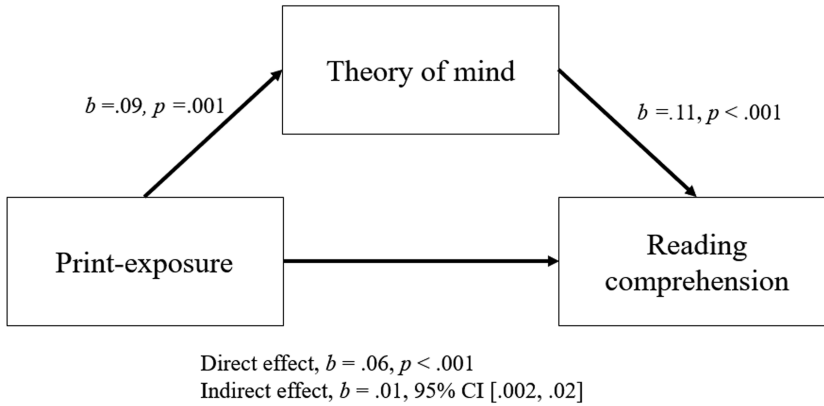 Theory of mind
b =.09, p =.001
b =.11, p < .001
Print-exposure
Reading
comprehension
Direct effect, b = .06, p < .001
Indirect effect, b = .01, 95% CI [.002, .02]